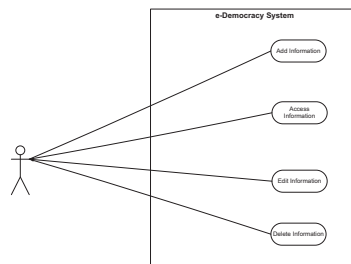 e-Democracy System
Add Information
Access
Information
Edit Information
Delete Information